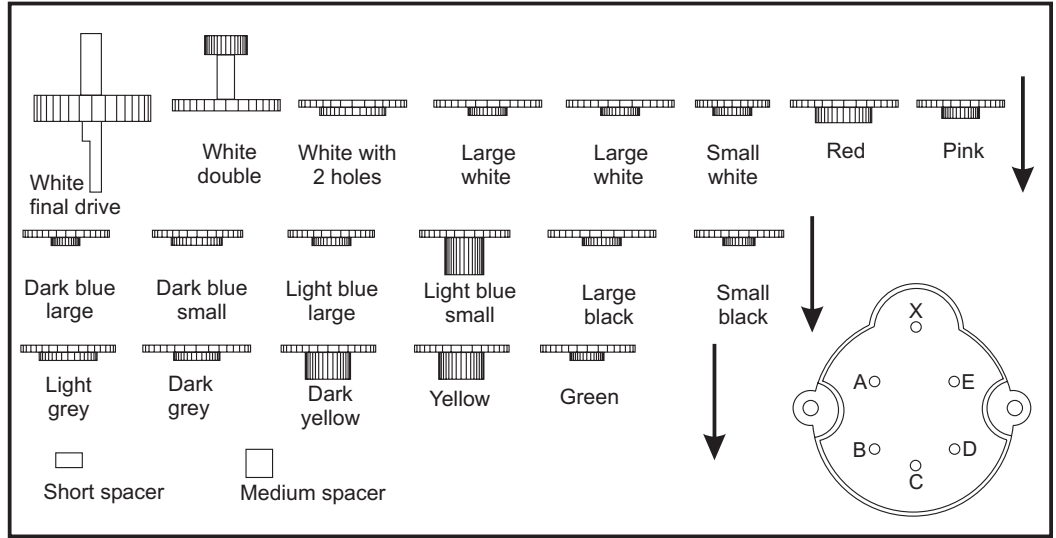 White
final drive
White
double
White with
2 holes
Large
white
Large
white
Small
white
Red
Pink
Dark blue
large
Dark blue
small
Light blue
large
Light blue
small
Large
black
Small
black
Light
grey
Dark
grey
Dark
yellow
Yellow
Green
Short spacer
Medium spacer
X
A
E
B
D
C